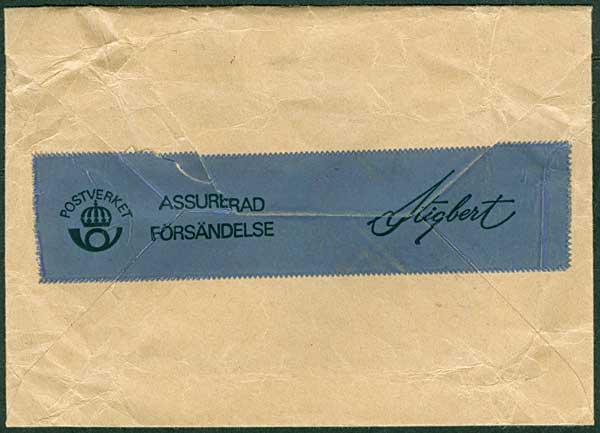 POSTVERKET
ASSURERAD
FÖRSÄNDELSE
Stigbert